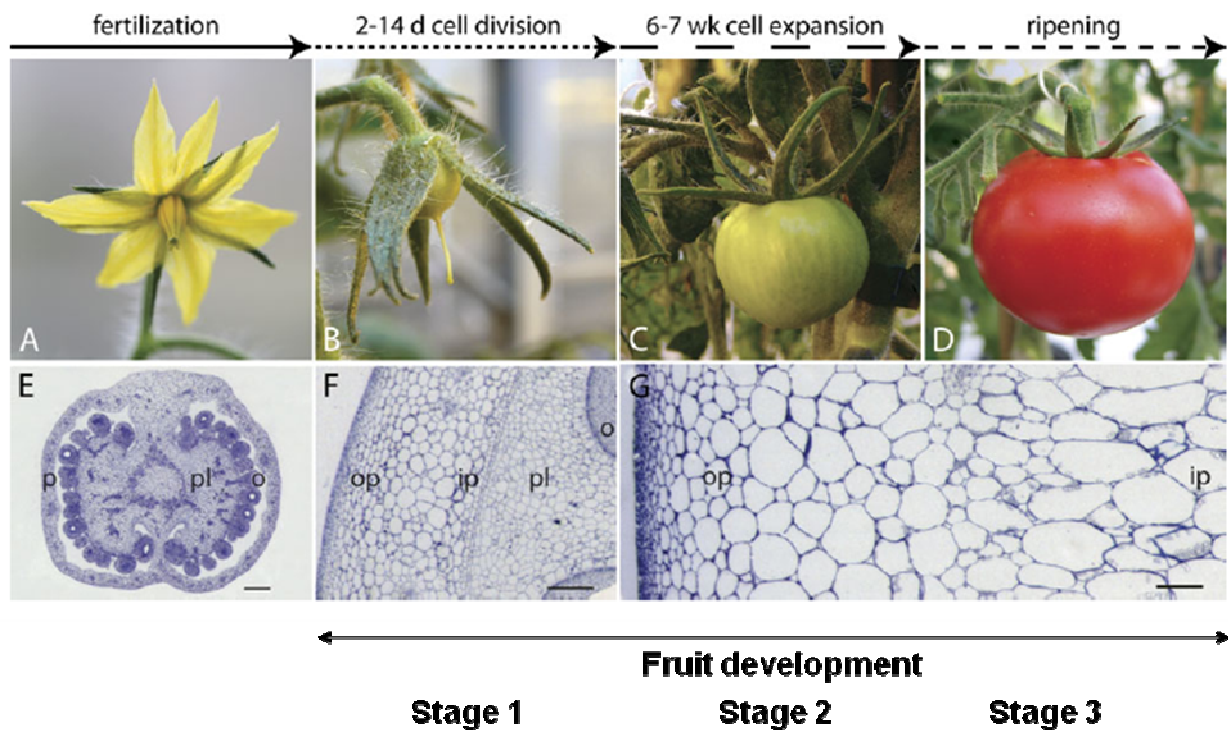 fertilization
2-14 d cell division
6-7 wk cell expansion
ripening
A
B
C
D
E
F
G
p
pl
o
op
ip
pl
o
op
ip
Fruit development
Stage 1
Stage 2
Stage 3